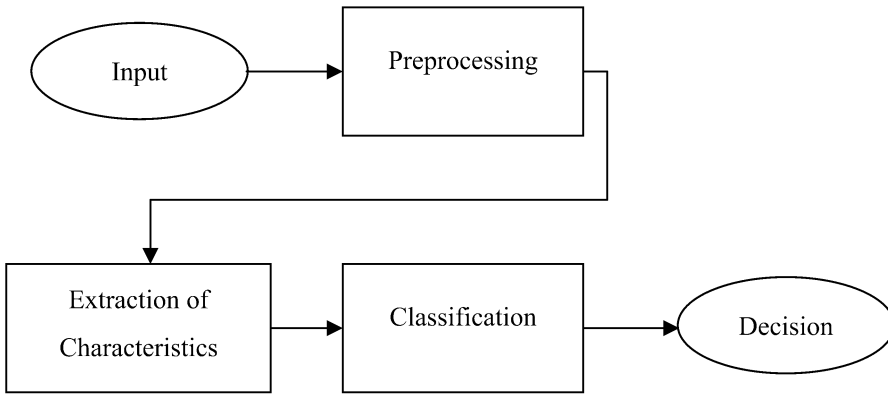 Input
Preprocessing
Extraction of
Characteristics
Classification
Decision